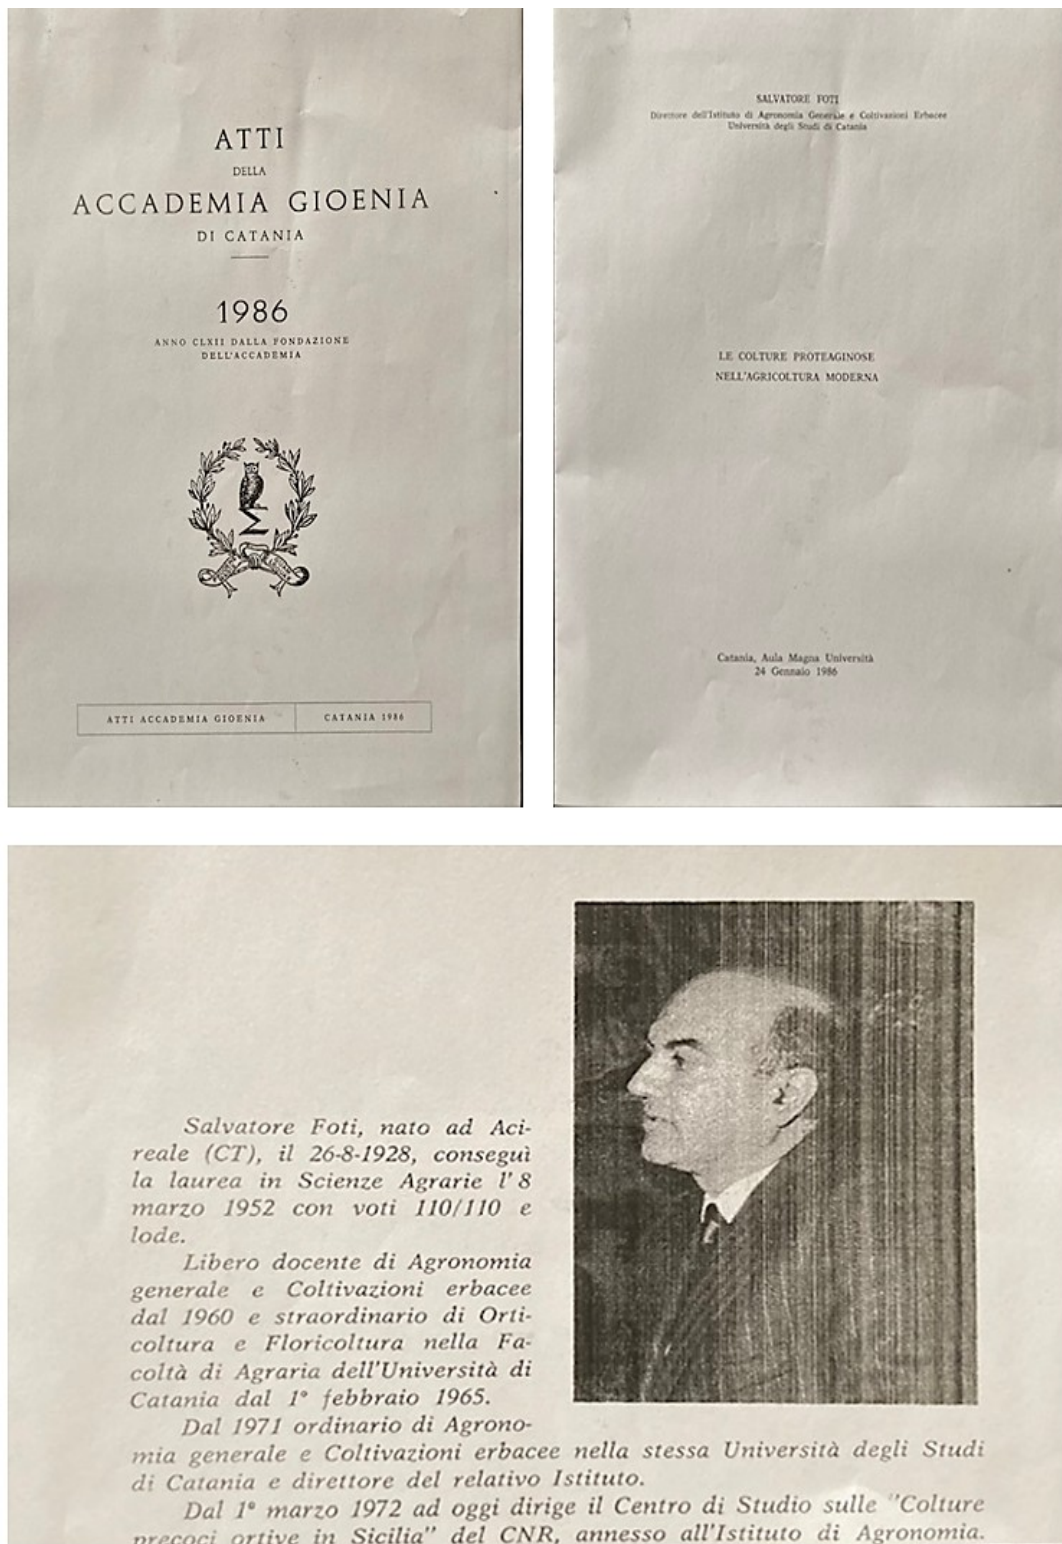 ATTI
DELLA
ACCADEMIA GIOENIA
DI CATANIA
1986
ANNO CLXII DALLA FONDAZIONE
DELL'ACCADEMIA
ATTI ACCADEMIA GIOENIA
CATANIA 1986
SALVATORE FOTI
Direttore dell'Istituto di Agronomia Generale e Coltivazioni Erbacee
Università degli Studi di Catania
LE COLTURE PROTEAGINOSE
NELL'AGRICOLTURA MODERNA
Catania, Aula Magna Università
24 Gennaio 1986
Salvatore Foti, nato ad Aci-
reale (CT), il 26-8-1928, conseguì
la laurea in Scienze Agrarie l'8
marzo 1952 con voti 110/110 e
lode.
Libero docente di Agronomia
generale e Coltivazioni erbacee
dal 1960 e straordinario di Orti-
coltura e Floricoltura nella Fa-
coltà di Agraria dell'Università di
Catania dal 1° febbraio 1965.
Dal 1971 ordinario di Agrono-
mia generale e Coltivazioni erbacee nella stessa Università degli Studi
di Catania e direttore del relativo Istituto.
Dal 1° marzo 1972 ad oggi dirige il Centro di Studio sulle "Colture
precoci ortive in Sicilia" del CNR, annesso all'Istituto di Agronomia.